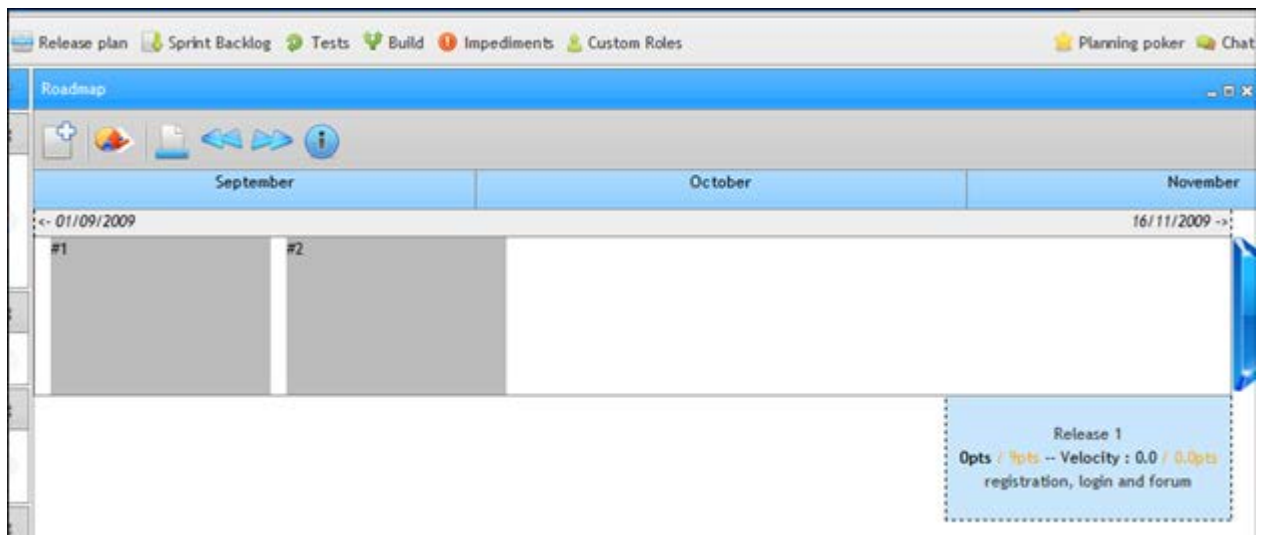 Release plan Sprint Backlog Tests Build Impediments Custom Roles Planning poker Chat
Roadmap
September October November
<- 01/09/2009 16/11/2009 ->
#1 #2
Release 1
0pts / 9pts -- Velocity : 0.0 / 0.0pts
registration, login and forum